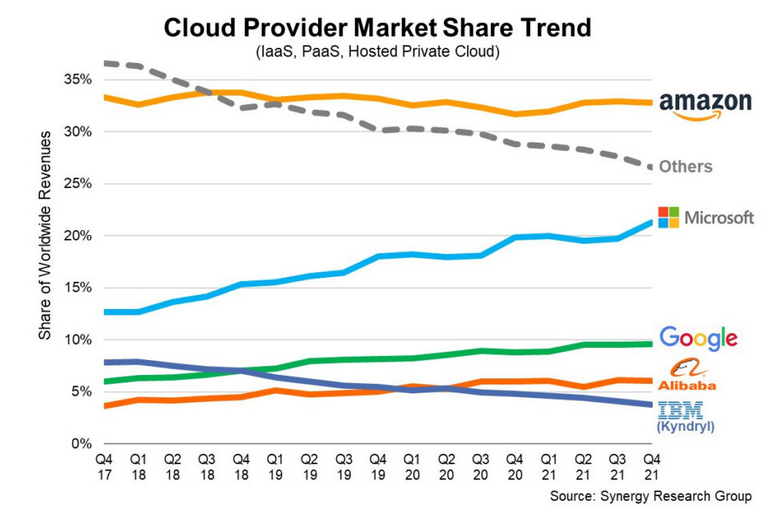 Cloud Provider Market Share Trend
(IaaS, PaaS, Hosted Private Cloud)
Share of Worldwide Revenues
35%
30%
25%
20%
15%
10%
5%
0%
amazon
Others
Microsoft
Google
Alibaba
IBM
(Kyndryl)
Q4 Q1 Q2 Q3 Q4 Q1 Q2 Q3 Q4 Q1 Q2 Q3 Q4 Q1 Q2 Q3 Q4
17 18 18 18 18 19 19 19 19 20 20 20 20 21 21 21 21
Source: Synergy Research Group